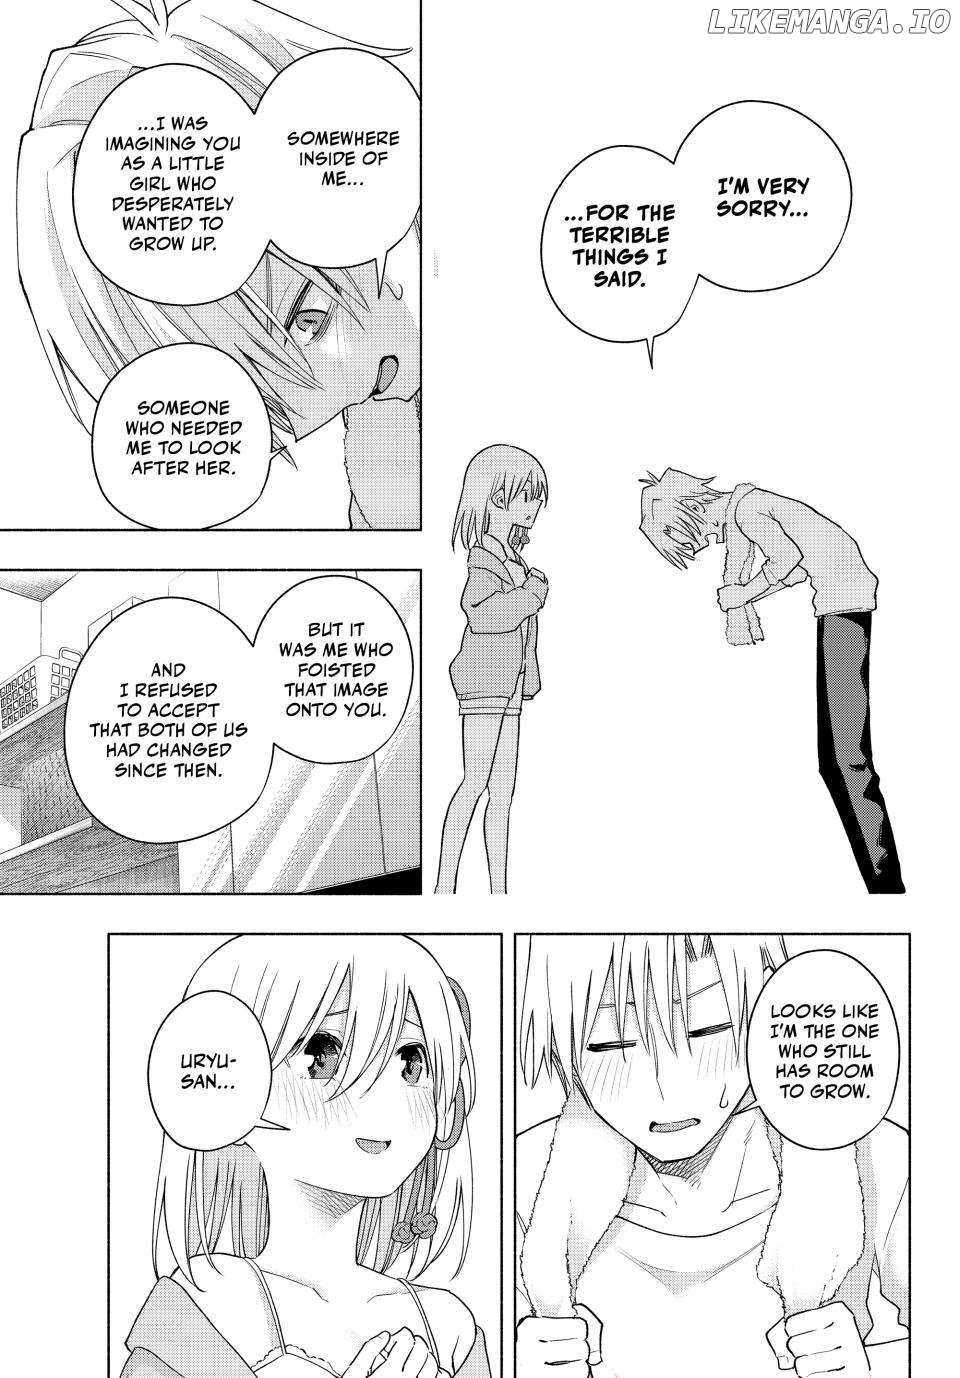 LIKEMANGA.IO
I'M VERY
SORRY...
...FOR THE
TERRIBLE
THINGS I
SAID.
SOMEWHERE
INSIDE OF
ME...
...I WAS
IMAGINING YOU
AS A LITTLE
GIRL WHO
DESPERATELY
WANTED TO
GROW UP.
SOMEONE
WHO NEEDED
ME TO LOOK
AFTER HER.
BUT IT
WAS ME WHO
FOISTED
THAT IMAGE
ONTO YOU.
AND
I REFUSED
TO ACCEPT
THAT BOTH OF US
HAD CHANGED
SINCE THEN.
LOOKS LIKE
I'M THE ONE
WHO STILL
HAS ROOM
TO GROW.
URYU-
SAN...